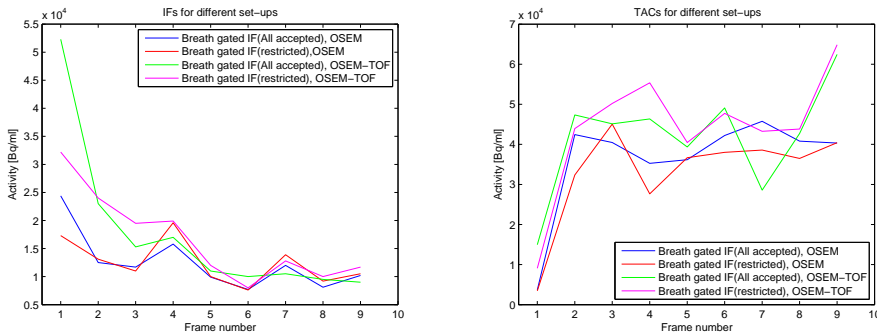 IFs for different set−ups
x 10^4
5.5
5
4.5
4
3.5
3
2.5
2
1.5
1
0.5
Activity [Bq/ml]
Breath gated IF(All accepted), OSEM
Breath gated IF(restricted),OSEM
Breath gated IF(All accepted), OSEM−TOF
Breath gated IF(restricted), OSEM−TOF
1 2 3 4 5 6 7 8 9 10
Frame number
TACs for different set−ups
x 10^4
7
6
5
4
3
2
1
0
Activity [Bq/ml]
Breath gated IF(All accepted), OSEM
Breath gated IF(restricted), OSEM
Breath gated IF(All accepted), OSEM−TOF
Breath gated IF(restricted), OSEM−TOF
1 2 3 4 5 6 7 8 9 10
Frame number